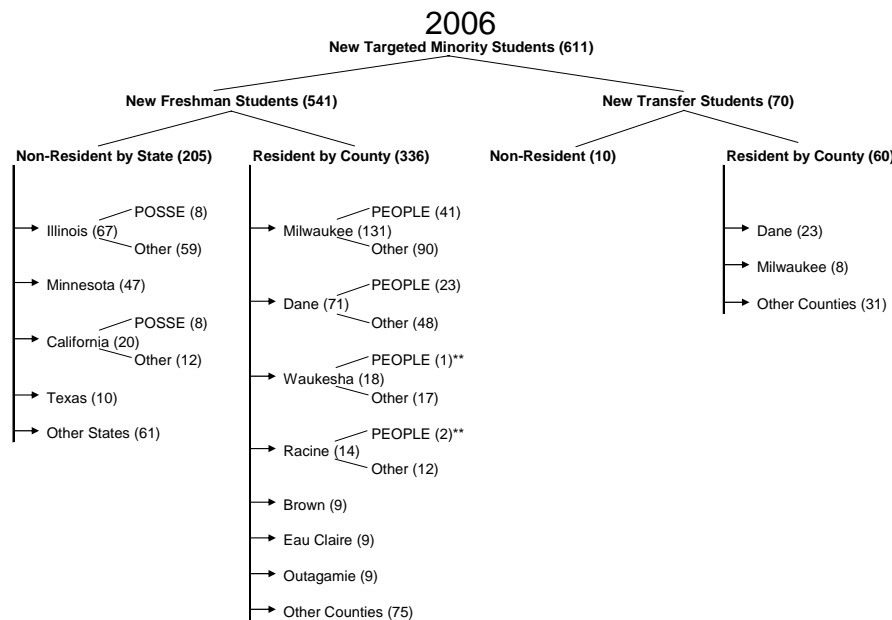 2006
New Targeted Minority Students (611)
New Freshman Students (541)
New Transfer Students (70)
Non-Resident by State (205)
Resident by County (336)
Non-Resident (10)
Resident by County (60)
POSSE (8)
Illinois (67)
Other (59)
Minnesota (47)
POSSE (8)
California (20)
Other (12)
Texas (10)
Other States (61)
PEOPLE (41)
Milwaukee (131)
Other (90)
PEOPLE (23)
Dane (71)
Other (48)
PEOPLE (1)**
Waukesha (18)
Other (17)
PEOPLE (2)**
Racine (14)
Other (12)
Brown (9)
Eau Claire (9)
Outagamie (9)
Other Counties (75)
Dane (23)
Milwaukee (8)
Other Counties (31)